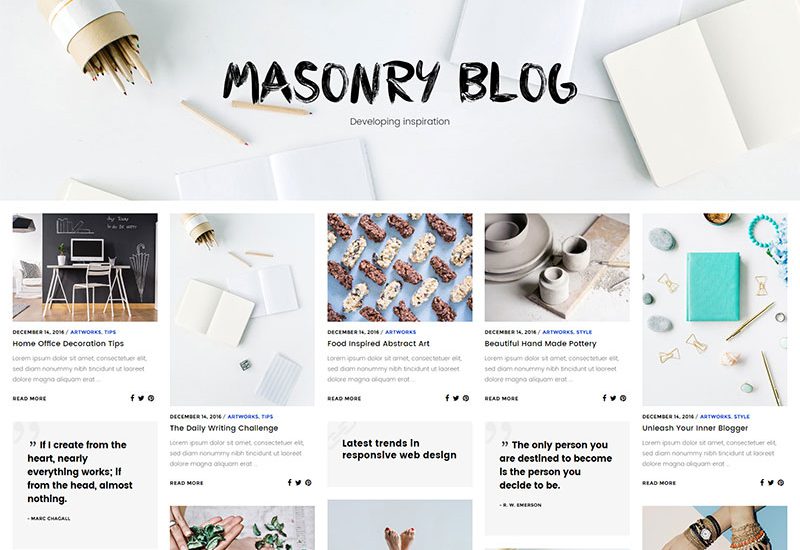 MASONRY BLOG
Developing inspiration
DECEMBER 14, 2016 / ARTWORKS, TIPS
Home Office Decoration Tips
Lorem ipsum dolor sit amet, consectetuer elit,
sed diam nonummy nibh tincidunt ut laoreet
dolore magna aliquam erat ...
READ MORE
” If I create from the
heart, nearly
everything works; if
from the head, almost
nothing.
- MARC CHAGALL
DECEMBER 14, 2016 / ARTWORKS, TIPS
The Daily Writing Challenge
Lorem ipsum dolor sit amet, consectetuer elit,
sed diam nonummy nibh tincidunt ut laoreet
dolore magna aliquam erat ...
READ MORE
DECEMBER 14, 2016 / ARTWORKS
Food Inspired Abstract Art
Lorem ipsum dolor sit amet, consectetuer elit,
sed diam nonummy nibh tincidunt ut laoreet
dolore magna aliquam erat ...
READ MORE
Latest trends in
responsive web design
DECEMBER 14, 2016 / ARTWORKS, STYLE
Beautiful Hand Made Pottery
Lorem ipsum dolor sit amet, consectetuer elit,
sed diam nonummy nibh tincidunt ut laoreet
dolore magna aliquam erat ...
READ MORE
” The only person you
are destined to become
is the person you
decide to be.
- R. W. EMERSON
DECEMBER 14, 2016 / ARTWORKS, STYLE
Unleash Your Inner Blogger
Lorem ipsum dolor sit amet, consectetuer elit,
sed diam nonummy nibh tincidunt ut laoreet
dolore magna aliquam erat ...
READ MORE